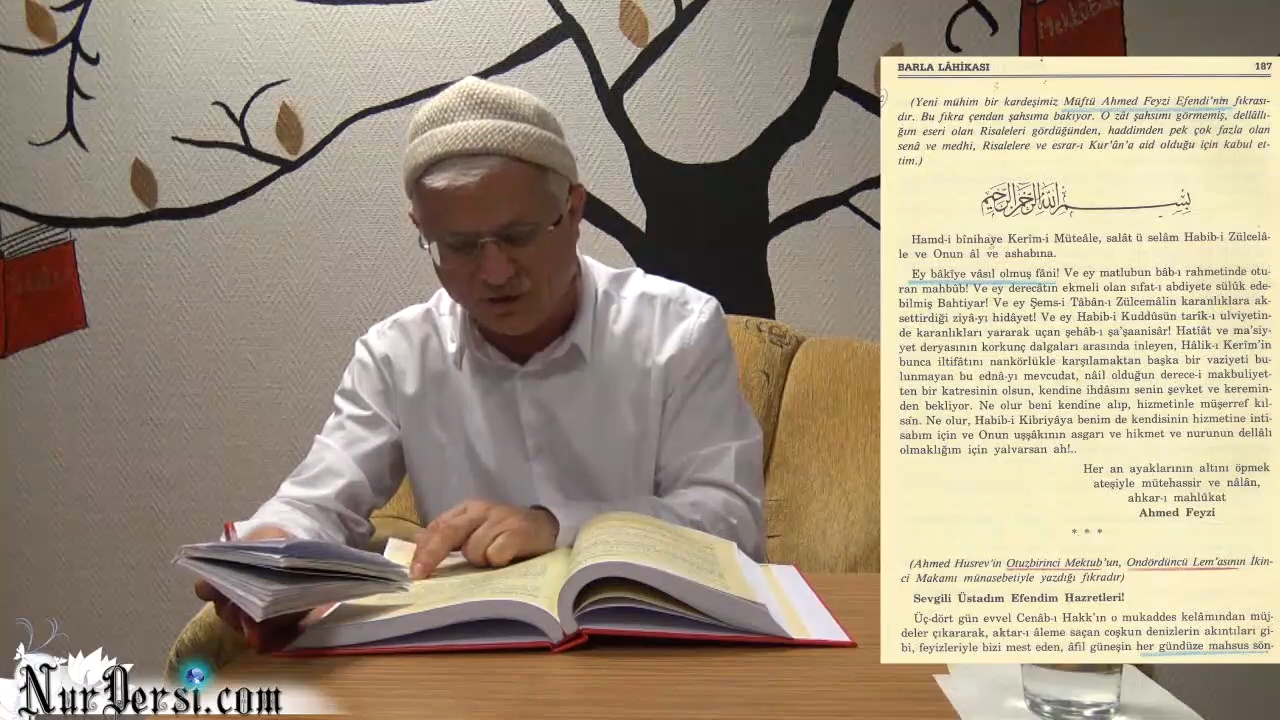 Mekkûbat
BARLA LÂHİKASI 187
(Yeni mühim bir kardeşimiz Müftü Ahmed Feyzi Efendi'nin fıkrası-
dır. Bu fıkra çendan şahsıma bakıyor. O zât şahsımı görmemiş, dellâllı-
ğım eseri olan Risaleleri gördüğünden, haddimden pek çok fazla olan
senâ ve medhi, Risalelere ve esrar-ı Kur'ân'a aid olduğu için kabul et-
tim.)
بِسْمِ اللهِ الرَّحْمٰنِ الرَّحِيمِ
Hamd-i bînihaye Kerîm-i Müteâle, salât ü selâm Habib-i Zülcelâ-
le ve Onun âl ve ashabına.
Ey bâkîye vâsıl olmuş fâni! Ve ey matlubun bâb-ı rahmetinde otu-
ran mahbûb! Ve ey derecâtın ekmeli olan sıfat-ı abdiyete sülûk ede-
bilmiş Bahtiyar! Ve ey Şems-i Tâbân-ı Zülcemâlin karanlıklara ak-
settirdiği ziyâ-yı hidâyet! Ve ey Habib-i Kuddûsün tarîk-ı ulviyetin-
de karanlıkları yararak uçan şehâb-ı şa'şaanisâr! Hatîât ve ma'siy-
yet deryasının korkunç dalgaları arasında inleyen, Hâlik-ı Kerîm'in
bunca iltifâtını nankörlükle karşılamaktan başka bir vaziyeti bu-
lunmayan bu ednâ-yı mevcudat, nâil olduğun derece-i makbuliyet-
ten bir katresinin olsun, kendine ihdâsını senin şevket ve keremin-
den bekliyor. Ne olur beni kendine alıp, hizmetinle müşerref kıl-
san. Ne olur, Habib-i Kibriyâya benim de kendisinin hizmetine inti-
sabım için ve Onun uşşâkının asgarı ve hikmet ve nurunun dellâlı
olmaklığım için yalvarsan ah!..
Her an ayaklarının altını öpmek
ateşiyle mütehassir ve nâlân,
ahkar-ı mahlûkat
Ahmed Feyzi
* * *
(Ahmed Husrev'in Otuzbirinci Mektub'un, Ondördüncü Lem'asının İkin-
ci Makamı münasebetiyle yazdığı fıkradır)
Sevgili Üstadım Efendim Hazretleri!
Üç-dört gün evvel Cenâb-ı Hakk'ın o mukaddes kelâmından müj-
deler çıkararak, aktar-ı âleme saçan coşkun denizlerin akıntıları gi-
bi, feyizleriyle bizi mest eden, âfil güneşin her gündüze mahsus sön-
NurDersi.com